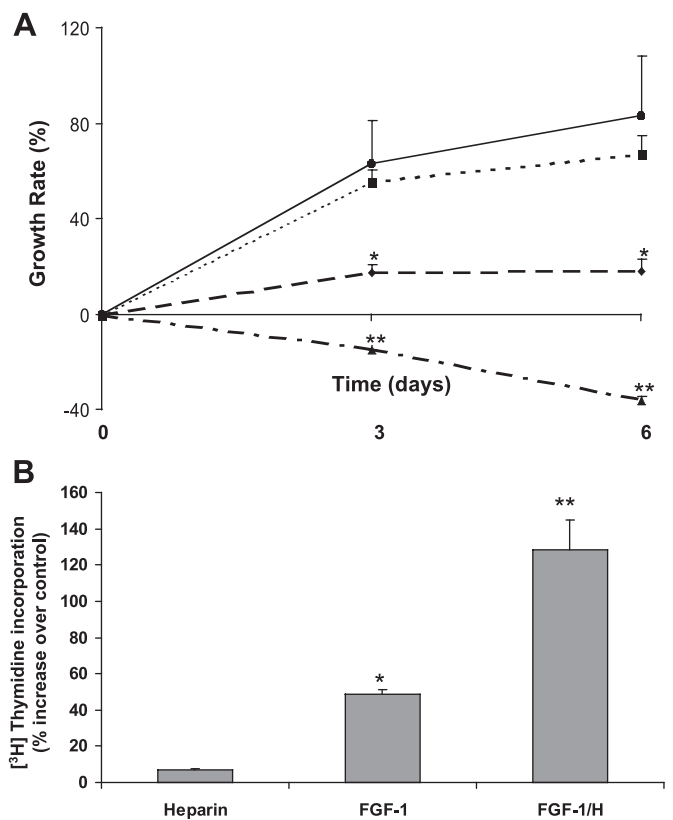 A
120
80
40
0
-40
Growth Rate (%)
*
*
**
**
Time (days)
0
3
6
B
160
140
120
100
80
60
40
20
0
[³H] Thymidine incorporation
(% increase over control)
*
**
Heparin
FGF-1
FGF-1/H